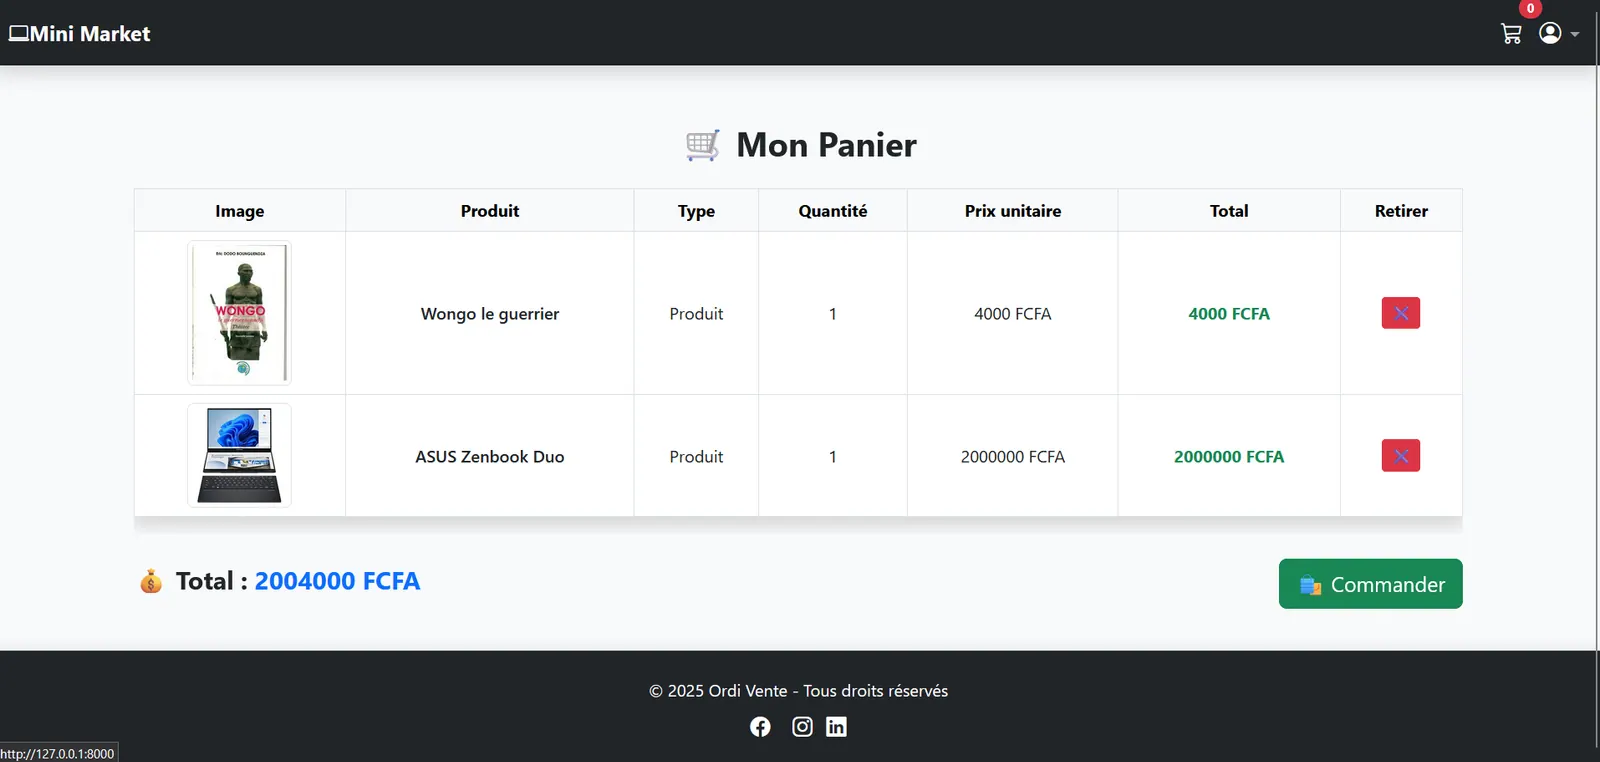 Mini Market
0
Mon Panier
Image Produit Type Quantité Prix unitaire Total Retirer
WONGO
Wongo le guerrier Produit 1 4000 FCFA 4000 FCFA
ASUS Zenbook Duo Produit 1 2000000 FCFA 2000000 FCFA
Total : 2004000 FCFA
Commander
© 2025 Ordi Vente - Tous droits réservés
http://127.0.0.1:8000